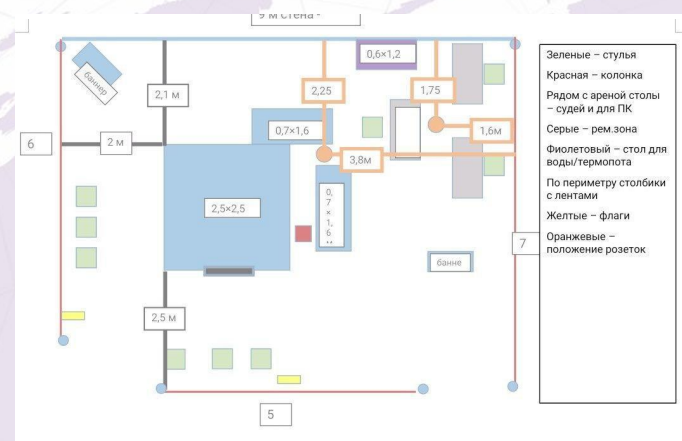 9 м стена -
баннер
2,1 м
2,25
0,6×1,2
1,75
6
2 м
0,7×1,6
1,6м
3,8м
2,5×2,5
0,
7
×
1,
6
7
банне
2,5 м
5
Зеленые – стулья
Красная – колонка
Рядом с ареной столы
– судей и для ПК
Серые – рем.зона
Фиолетовый – стол для
воды/термопота
По периметру столбики
с лентами
Желтые – флаги
Оранжевые –
положение розеток